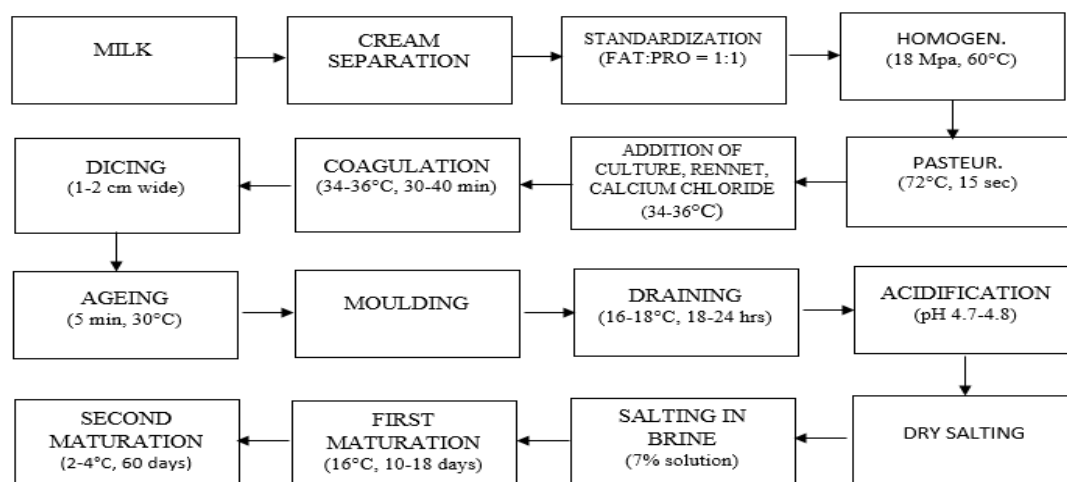 MILK
CREAM
SEPARATION
STANDARDIZATION
(FAT:PRO = 1:1)
HOMOGEN.
(18 Mpa, 60°C)
PASTEUR.
(72°C, 15 sec)
ADDITION OF
CULTURE, RENNET,
CALCIUM CHLORIDE
(34-36°C)
COAGULATION
(34-36°C, 30-40 min)
DICING
(1-2 cm wide)
AGEING
(5 min, 30°C)
MOULDING
DRAINING
(16-18°C, 18-24 hrs)
ACIDIFICATION
(pH 4.7-4.8)
DRY SALTING
SALTING IN
BRINE
(7% solution)
FIRST
MATURATION
(16°C, 10-18 days)
SECOND
MATURATION
(2-4°C, 60 days)